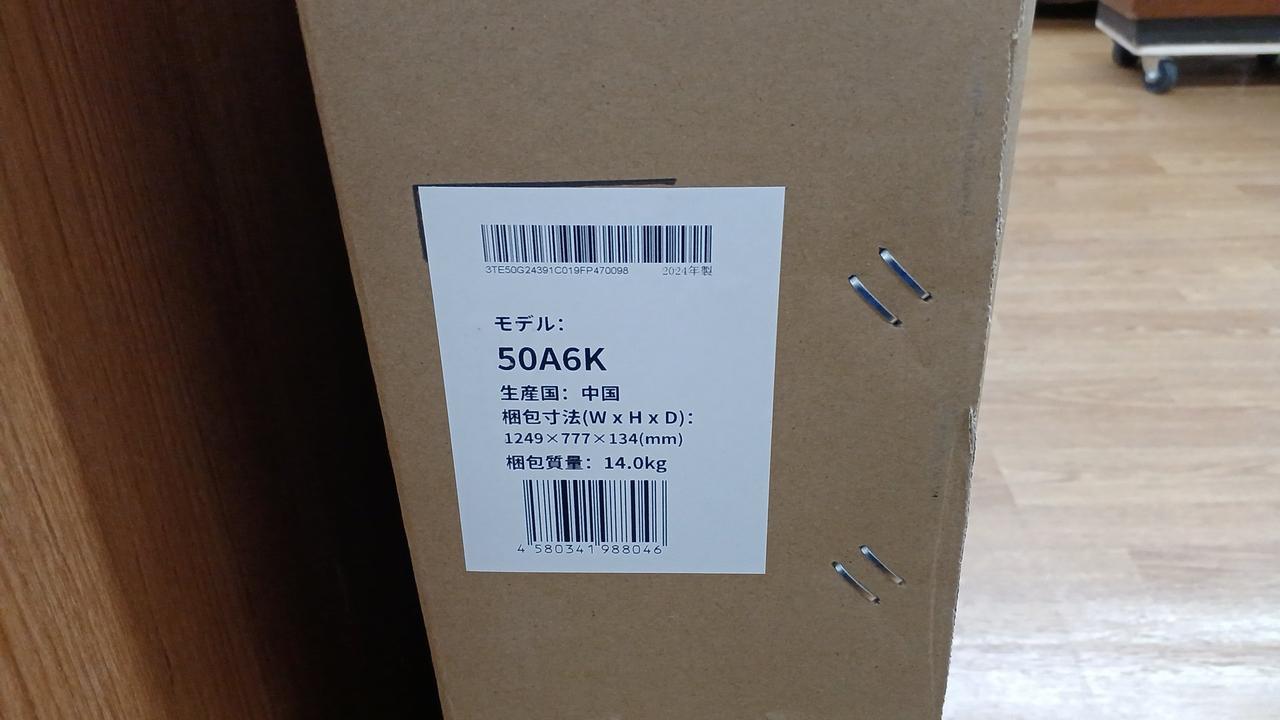 3TE50G24391C019FP470098 2024年製
モデル：
50A6K
生産国：中国
梱包寸法(W x H x D)：
1249×777×134(mm)
梱包質量：14.0kg
4 580341 988046